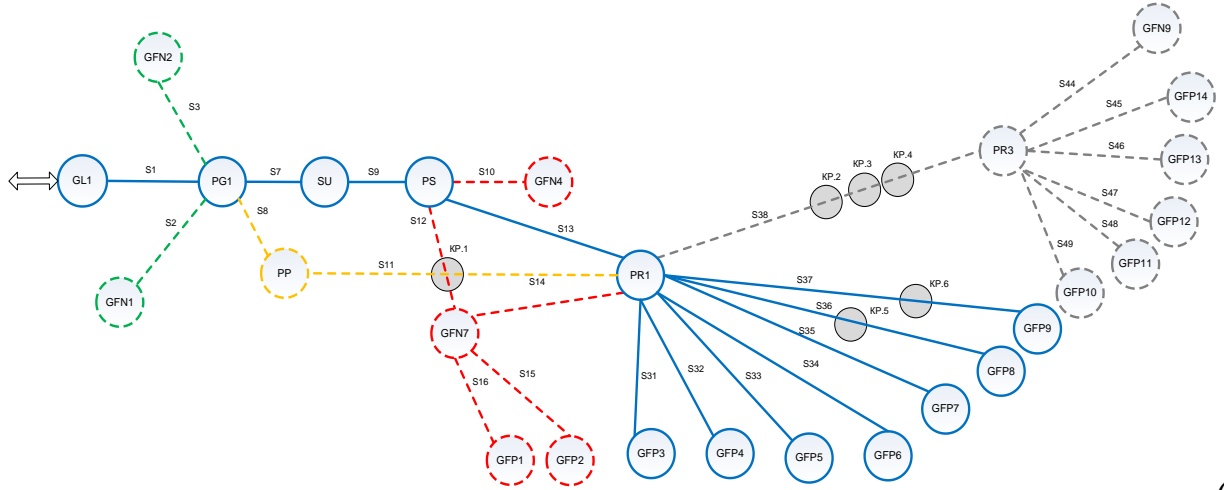 GFN9
GFN2
S44
GFP14
S3
S45
PR3
S46
GFP13
KP.4
KP.3
KP.2
S1
S7
S9
S10
GL1
PG1
SU
PS
GFN4
S47
S8
S38
S12
GFP12
S2
S13
S48
S49
KP.1
GFP11
PP
S11
PR1
S14
S37
KP.6
GFP10
GFN1
S36
KP.5
GFN7
S35
GFP9
S34
GFP8
S16
S15
S31
S32
S33
GFP7
GFP1
GFP2
GFP3
GFP4
GFP5
GFP6